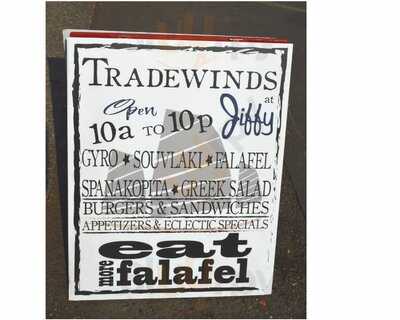 TRADEWINDS
at
Open
10a TO 10p Jiffy
GYRO ★ SOUVLAKI ★ FALAFEL
SPANAKOPITA ★ GREEK SALAD
BURGERS & SANDWICHES
APPETIZERS & ECLECTIC SPECIALS
eat
more falafel